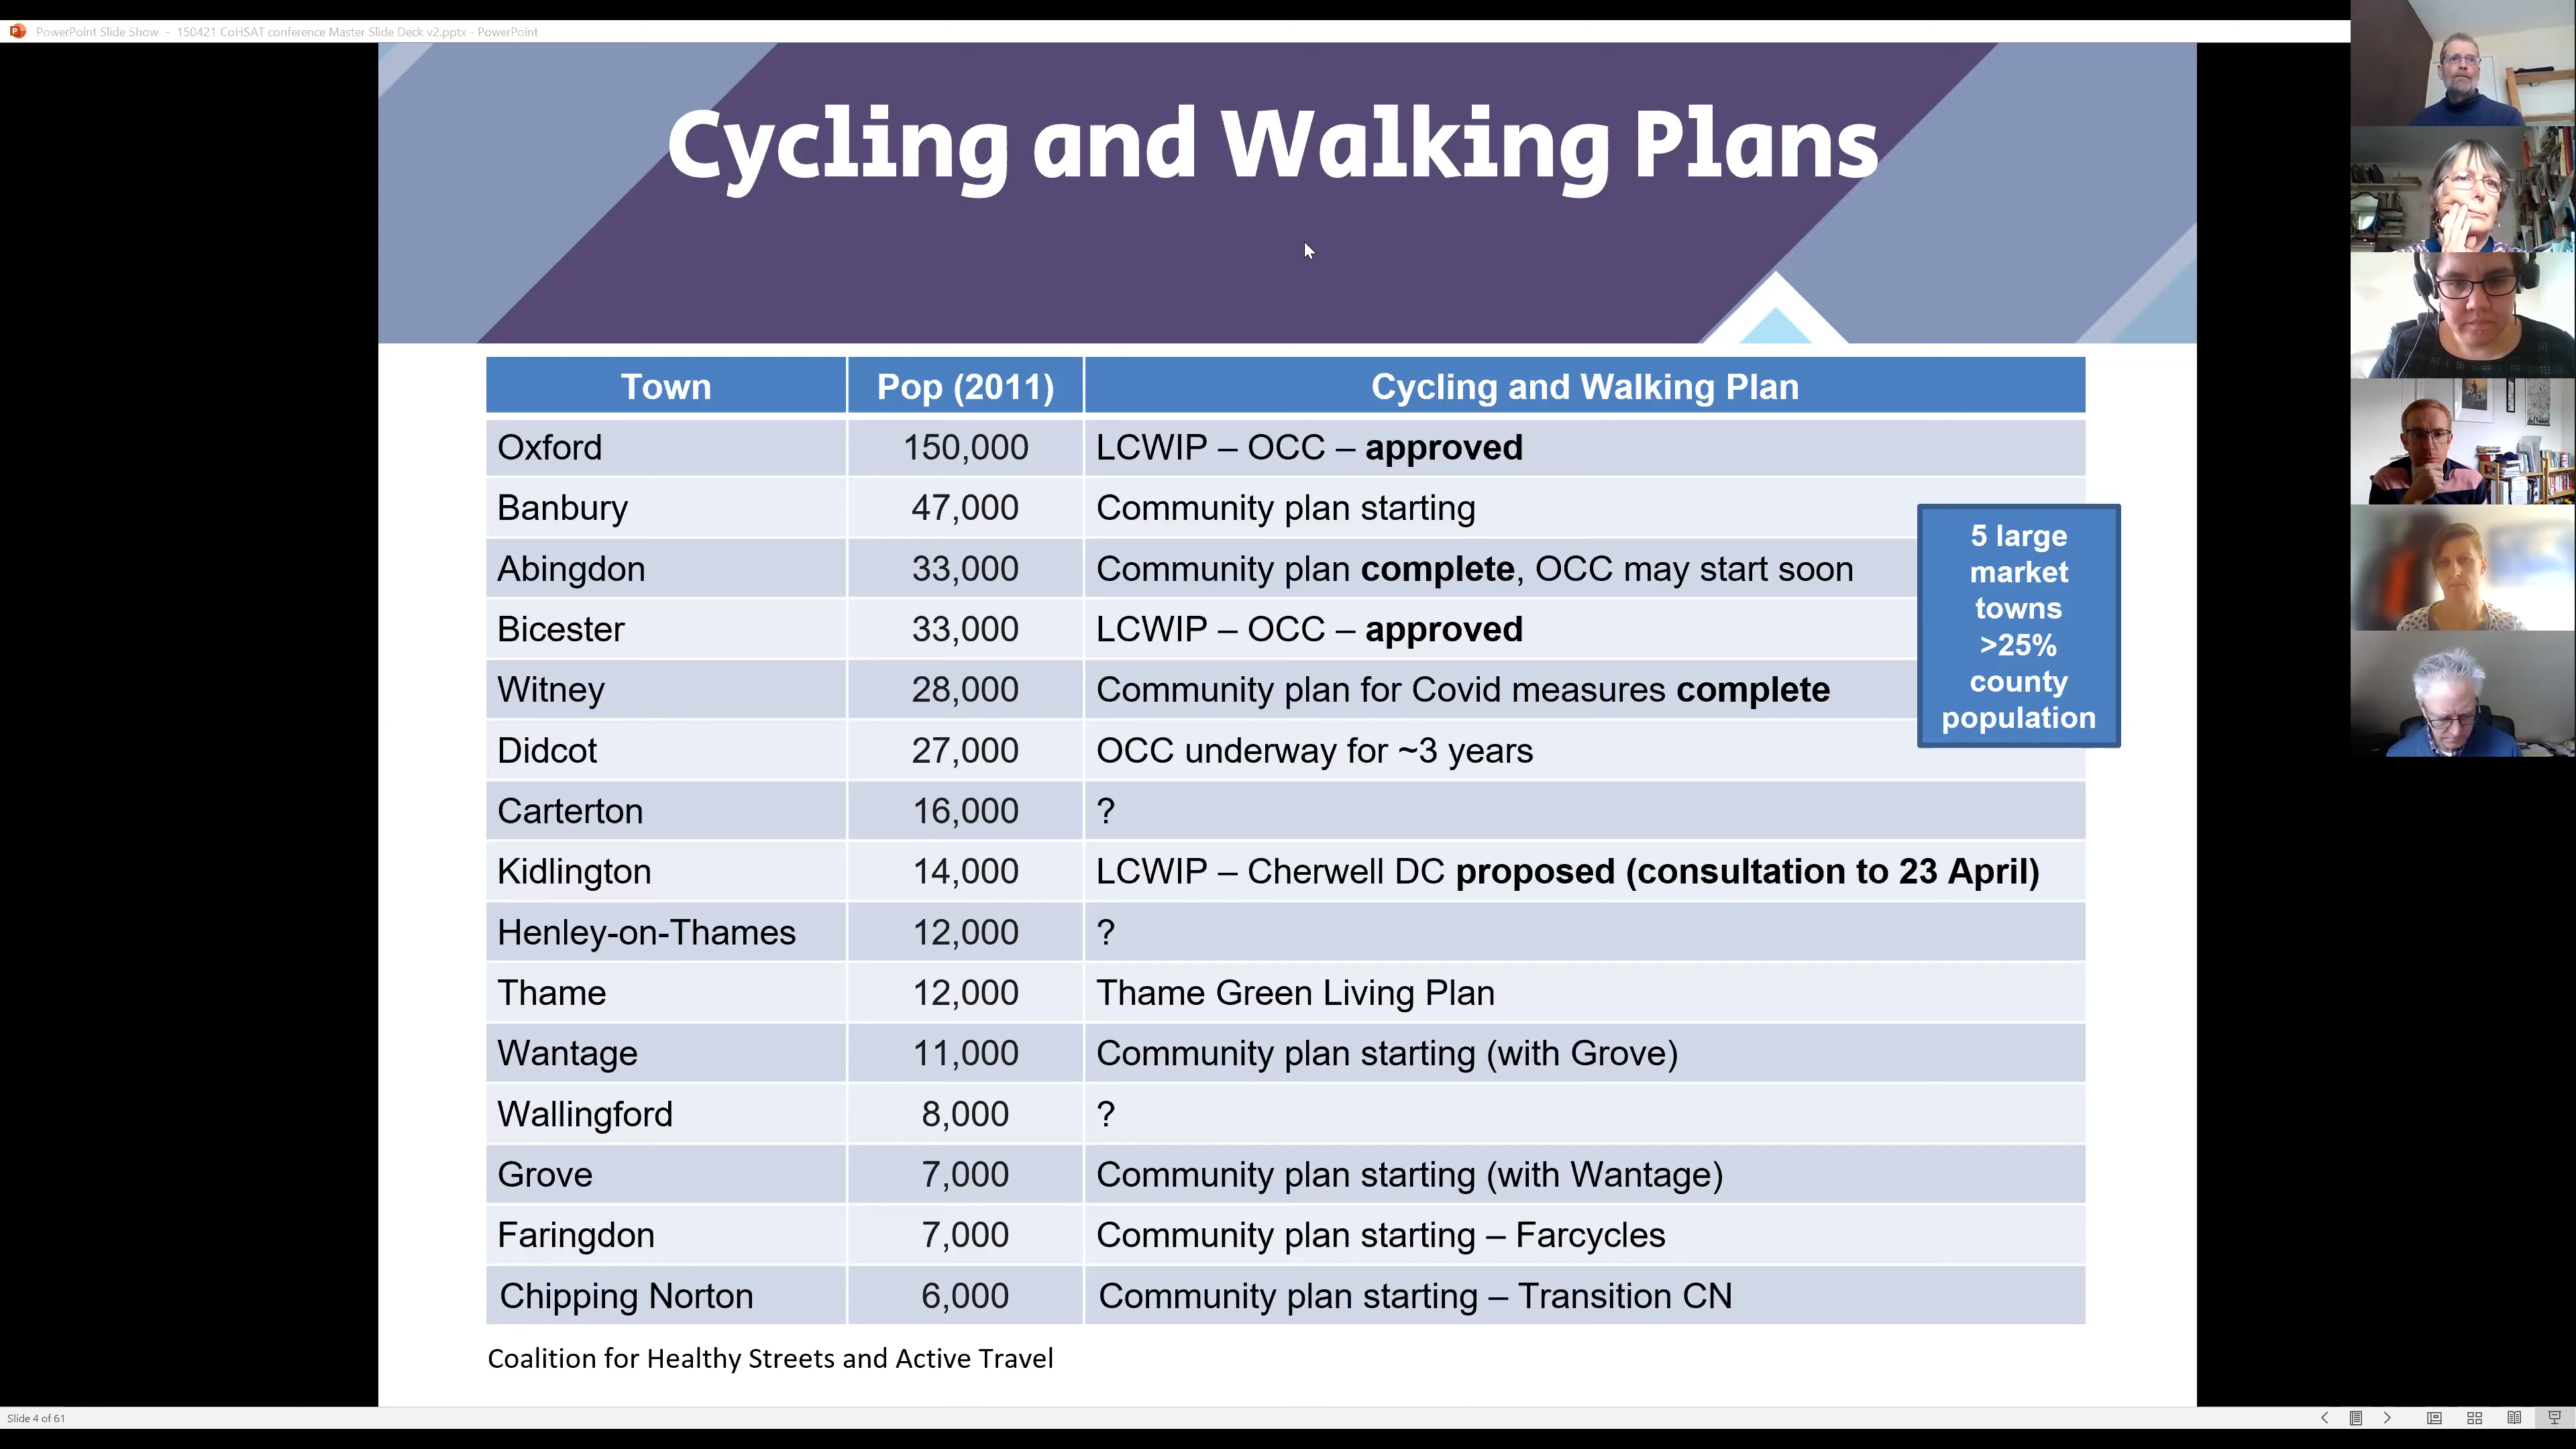 PowerPoint Slide Show - 150421 CoHSAT conference Master Slide Deck v2.pptx - PowerPoint
Cycling and Walking Plans
Town Pop (2011) Cycling and Walking Plan
Oxford 150,000 LCWIP – OCC – approved
Banbury 47,000 Community plan starting
Abingdon 33,000 Community plan complete, OCC may start soon
Bicester 33,000 LCWIP – OCC – approved
Witney 28,000 Community plan for Covid measures complete
Didcot 27,000 OCC underway for ~3 years
Carterton 16,000 ?
Kidlington 14,000 LCWIP – Cherwell DC proposed (consultation to 23 April)
Henley-on-Thames 12,000 ?
Thame 12,000 Thame Green Living Plan
Wantage 11,000 Community plan starting (with Grove)
Wallingford 8,000 ?
Grove 7,000 Community plan starting (with Wantage)
Faringdon 7,000 Community plan starting – Farcycles
Chipping Norton 6,000 Community plan starting – Transition CN
5 large
market
towns
>25%
county
population
Coalition for Healthy Streets and Active Travel
Slide 4 of 61